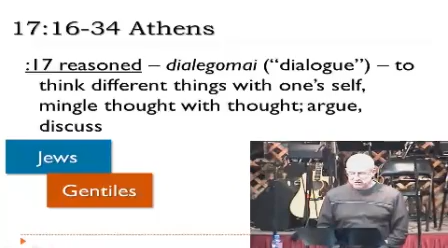 17:16-34 Athens
:17 reasoned – dialegomai ("dialogue") – to
think different things with one's self,
mingle thought with thought; argue,
discuss
Jews
Gentiles